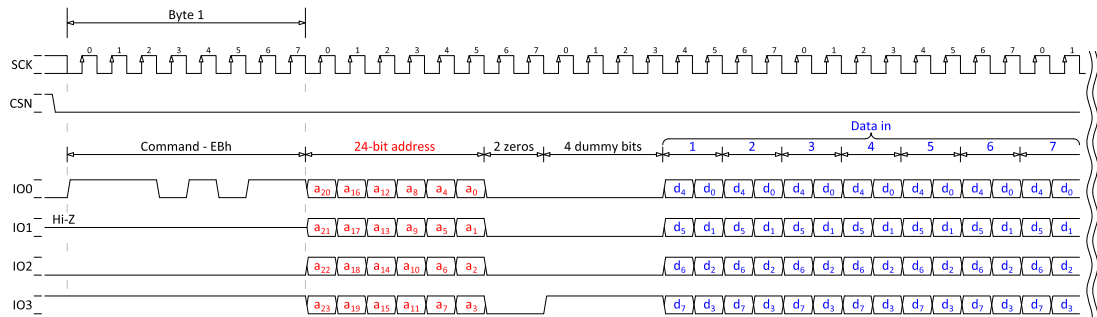 Byte 1
0 1 2 3 4 5 6 7 0 1 2 3 4 5 6 7 0 1 2 3 4 5 6 7 0 1 2 3 4 5 6 7 0 1
SCK
CSN
Data in
Command - EBh 24-bit address 2 zeros 4 dummy bits 1 2 3 4 5 6 7
IO0 a20 a16 a12 a8 a4 a0 d4 d0 d4 d0 d4 d0 d4 d0 d4 d0 d4 d0 d4 d0
Hi-Z
IO1 a21 a17 a13 a9 a5 a1 d5 d1 d5 d1 d5 d1 d5 d1 d5 d1 d5 d1 d5 d1
IO2 a22 a18 a14 a10 a6 a2 d6 d2 d6 d2 d6 d2 d6 d2 d6 d2 d6 d2 d6 d2
IO3 a23 a19 a15 a11 a7 a3 d7 d3 d7 d3 d7 d3 d7 d3 d7 d3 d7 d3 d7 d3